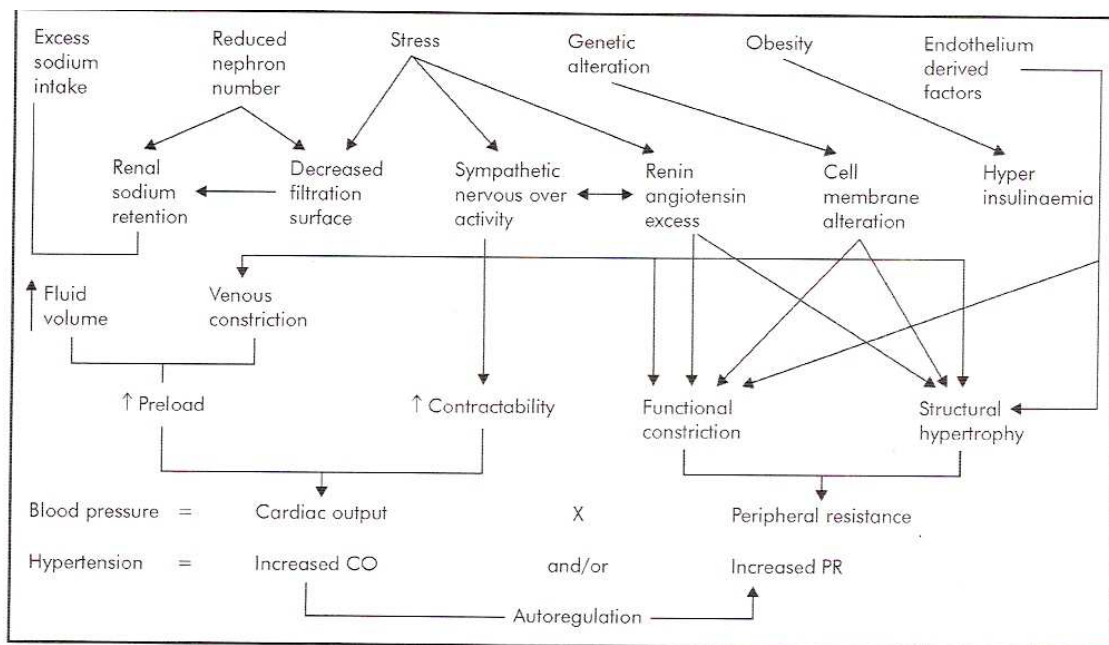 Excess
sodium
intake
Reduced
nephron
number
Stress
Genetic
alteration
Obesity
Endothelium
derived
factors
Renal
sodium
retention
Decreased
filtration
surface
Sympathetic
nervous over
activity
Renin
angiotensin
excess
Cell
membrane
alteration
Hyper
insulinaemia
Fluid
volume
Venous
constriction
↑ Preload
↑ Contractability
Functional
constriction
Structural
hypertrophy
Blood pressure = Cardiac output X Peripheral resistance
Hypertension = Increased CO and/or Increased PR
Autoregulation